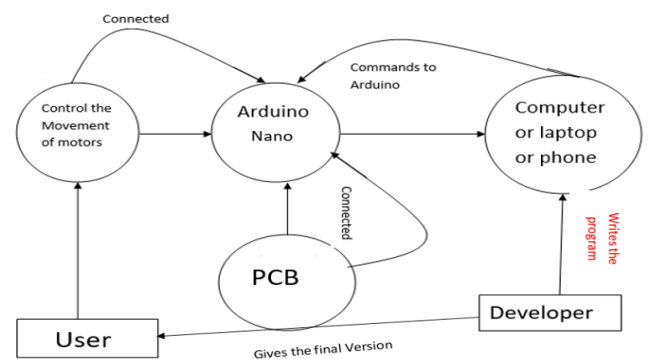 Connected
Commands to
Arduino
Control the
Movement
of motors
Arduino
Nano
Computer
or laptop
or phone
Connected
Writes the
program
PCB
Developer
User
Gives the final Version